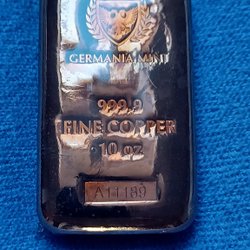 GERMANIA MINT
999.9
FINE COPPER
10 oz
A11189